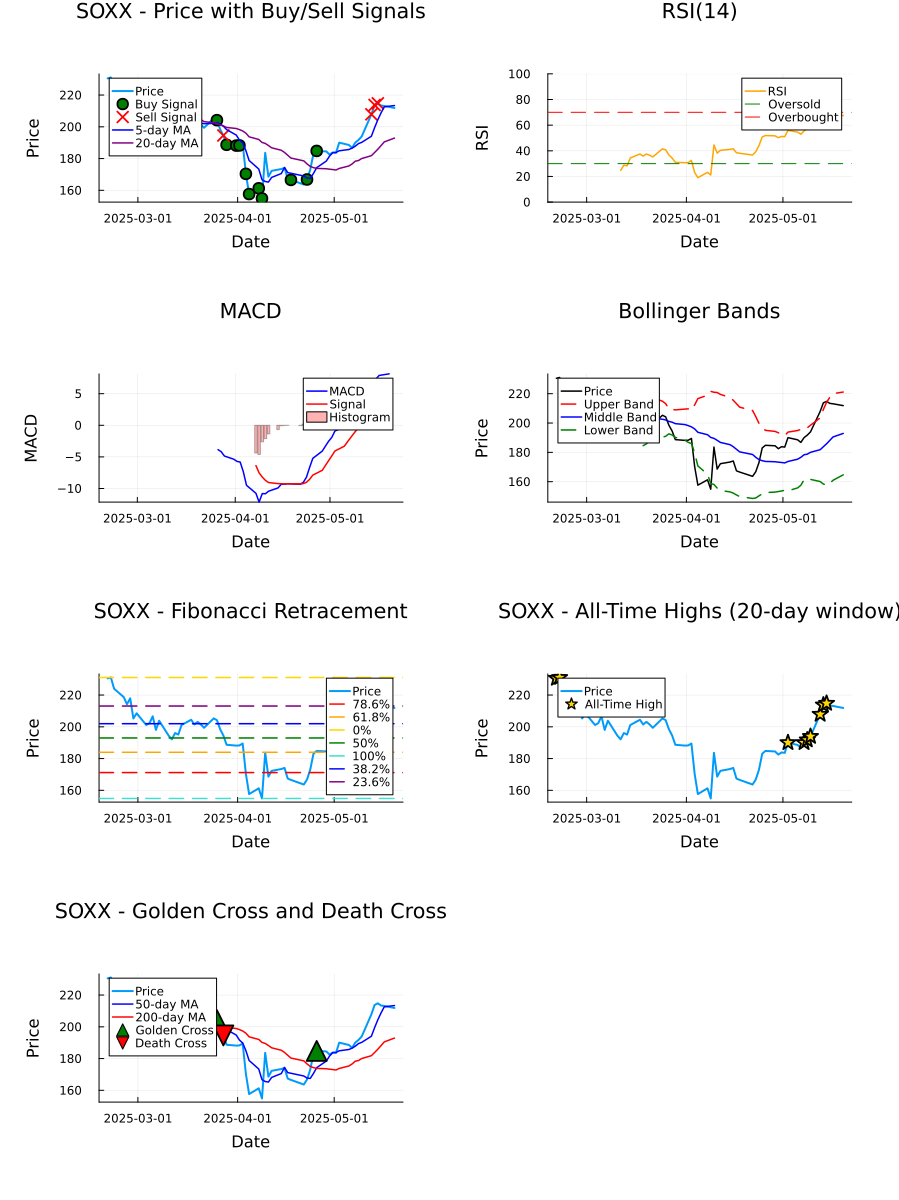 SOXX - Price with Buy/Sell Signals
Price
220
200
180
160
Price
Buy Signal
Sell Signal
5-day MA
20-day MA
2025-03-01
2025-04-01
2025-05-01
Date
RSI(14)
RSI
100
80
60
40
20
0
RSI
Oversold
Overbought
2025-03-01
2025-04-01
2025-05-01
Date
MACD
MACD
5
0
−5
−10
MACD
Signal
Histogram
2025-03-01
2025-04-01
2025-05-01
Date
Bollinger Bands
Price
220
200
180
160
Price
Upper Band
Middle Band
Lower Band
2025-03-01
2025-04-01
2025-05-01
Date
SOXX - Fibonacci Retracement
Price
220
200
180
160
Price
78.6%
61.8%
0%
50%
100%
38.2%
23.6%
2025-03-01
2025-04-01
2025-05-01
Date
SOXX - All-Time Highs (20-day window)
Price
220
200
180
160
Price
All-Time High
2025-03-01
2025-04-01
2025-05-01
Date
SOXX - Golden Cross and Death Cross
Price
220
200
180
160
Price
50-day MA
200-day MA
Golden Cross
Death Cross
2025-03-01
2025-04-01
2025-05-01
Date